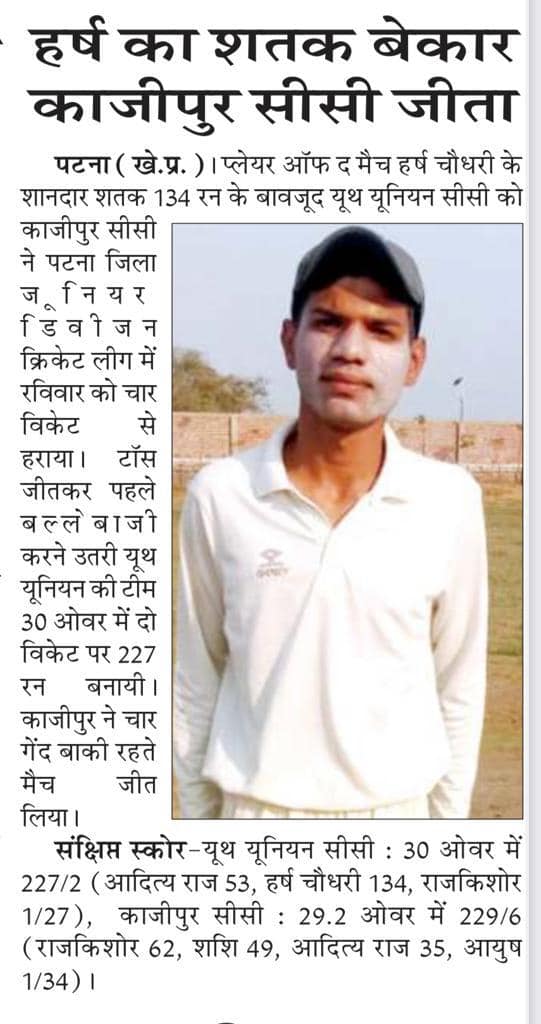 हर्ष का शतक बेकार
काजीपुर सीसी जीता
पटना ( खे.प्र. )। प्लेयर ऑफ द मैच हर्ष चौधरी के
शानदार शतक 134 रन के बावजूद यूथ यूनियन सीसी को
काजीपुर सीसी
ने पटना जिला
जूनियर
डिवीजन
क्रिकेट लीग में
रविवार को चार
विकेट से
हराया। टॉस
जीतकर पहले
बल्लेबाजी
करने उतरी यूथ
यूनियन की टीम
30 ओवर में दो
विकेट पर 227
रन बनायी।
काजीपुर ने चार
गेंद बाकी रहते
मैच जीत
लिया।
संक्षिप्त स्कोर-यूथ यूनियन सीसी : 30 ओवर में
227/2 (आदित्य राज 53, हर्ष चौधरी 134, राजकिशोर
1/27), काजीपुर सीसी : 29.2 ओवर में 229/6
(राजकिशोर 62, शशि 49, आदित्य राज 35, आयुष
1/34)।